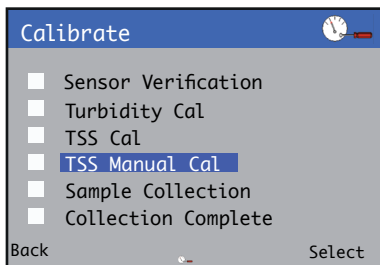 Calibrate
Sensor Verification
Turbidity Cal
TSS Cal
TSS Manual Cal
Sample Collection
Collection Complete
Back Select